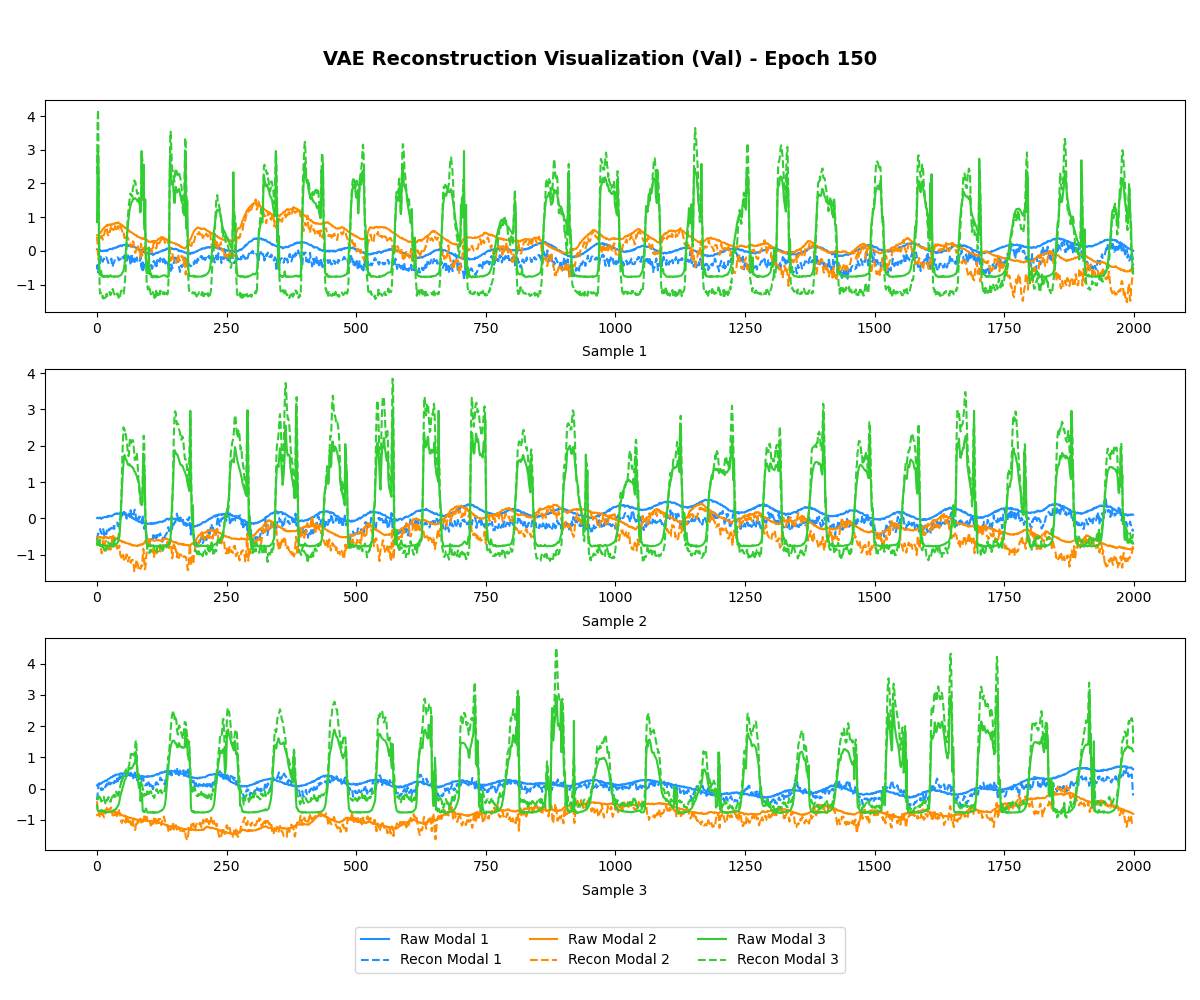 VAE Reconstruction Visualization (Val) - Epoch 150
4
3
2
1
0
−1
0 250 500 750 1000 1250 1500 1750 2000
Sample 1
4
3
2
1
0
−1
0 250 500 750 1000 1250 1500 1750 2000
Sample 2
4
3
2
1
0
−1
0 250 500 750 1000 1250 1500 1750 2000
Sample 3
Raw Modal 1 Raw Modal 2 Raw Modal 3
Recon Modal 1 Recon Modal 2 Recon Modal 3